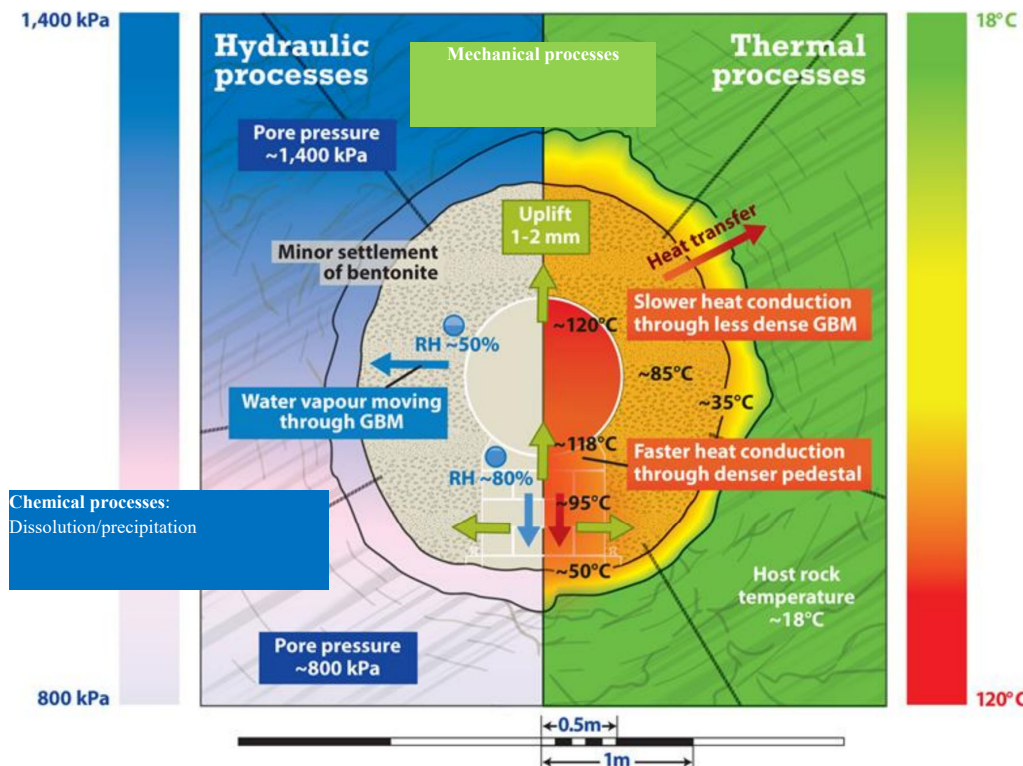 1,400 kPa
18°C
Hydraulic
processes
Mechanical processes
Thermal
processes
Pore pressure
~1,400 kPa
Uplift
1-2 mm
Heat transfer
Minor settlement
of bentonite
Slower heat conduction
through less dense GBM
~120°C
RH ~50%
~85°C
~35°C
Water vapour moving
through GBM
~118°C
Faster heat conduction
through denser pedestal
RH ~80%
Chemical processes:
Dissolution/precipitation
~95°C
~50°C
Host rock
temperature
~18°C
Pore pressure
~800 kPa
800 kPa
120°C
0.5m
1m